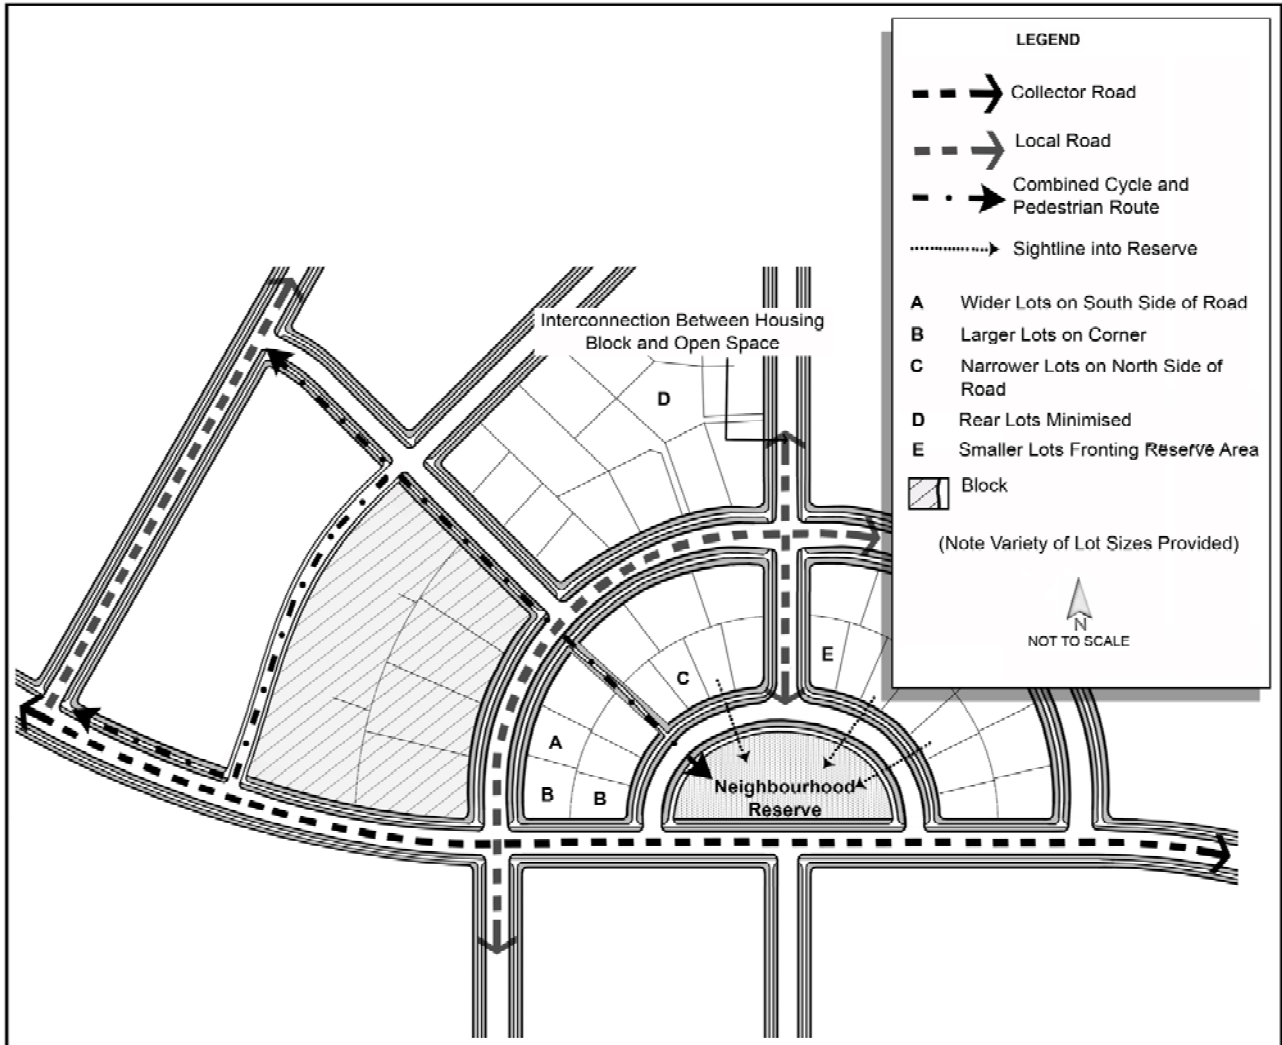 LEGEND
Collector Road
Local Road
Combined Cycle and
Pedestrian Route
Sightline into Reserve
A Wider Lots on South Side of Road
B Larger Lots on Corner
C Narrower Lots on North Side of
Road
D Rear Lots Minimised
E Smaller Lots Fronting Reserve Area
Block
(Note Variety of Lot Sizes Provided)
N
NOT TO SCALE
Interconnection Between Housing
Block and Open Space
D
E
C
A
B
B
Neighbourhood
Reserve